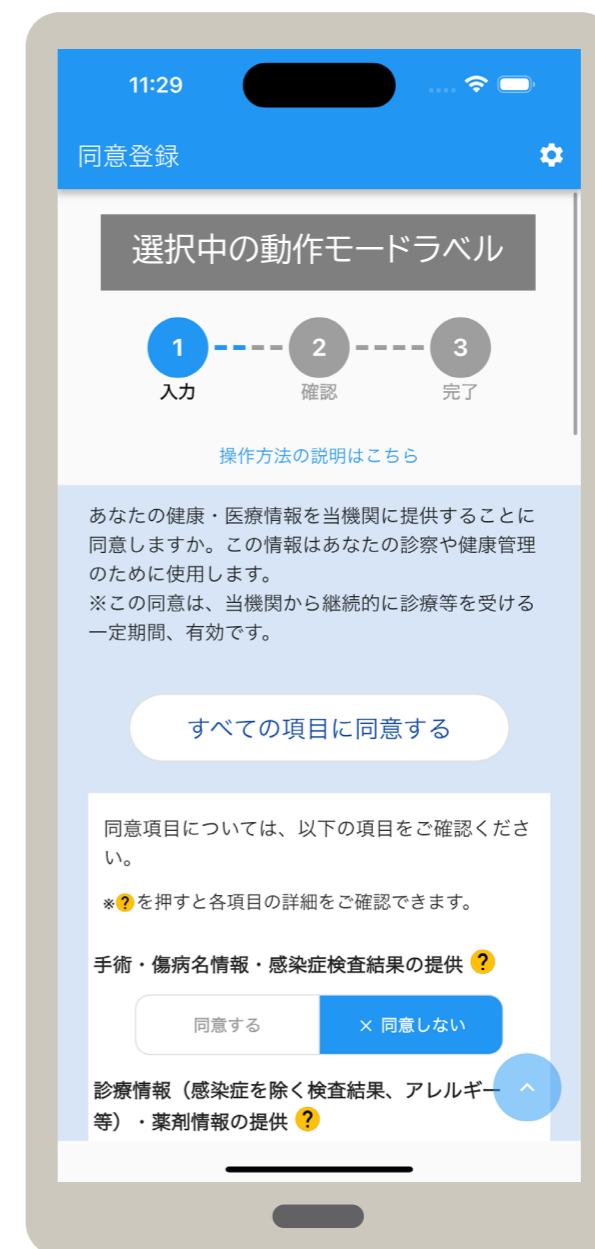 11:29
同意登録
選択中の動作モードラベル
1 2 3
入力 確認 完了
操作方法の説明はこちら
あなたの健康・医療情報を当機関に提供することに
同意しますか。この情報はあなたの診察や健康管理
のために使用します。
※この同意は、当機関から継続的に診療等を受ける
一定期間、有効です。
すべての項目に同意する
同意項目については、以下の項目をご確認くださ
い。
※?を押すと各項目の詳細をご確認できます。
手術・傷病名情報・感染症検査結果の提供 ?
同意する × 同意しない
診療情報（感染症を除く検査結果、アレルギー
等）・薬剤情報の提供 ?